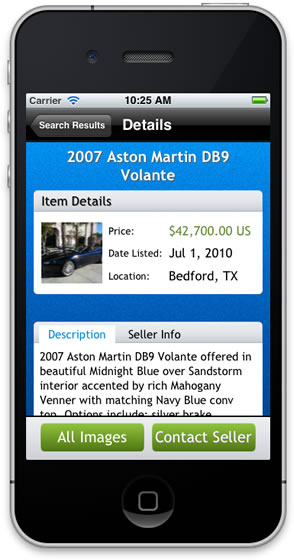 Carrier 10:25 AM
Search Results Details
2007 Aston Martin DB9
Volante
Item Details
Price: $42,700.00 US
Date Listed: Jul 1, 2010
Location: Bedford, TX
Description Seller Info
2007 Aston Martin DB9 Volante offered in
beautiful Midnight Blue over Sandstorm
interior accented by rich Mahogany
Venner with matching Navy Blue conv
top. Options include: silver brake
All Images Contact Seller